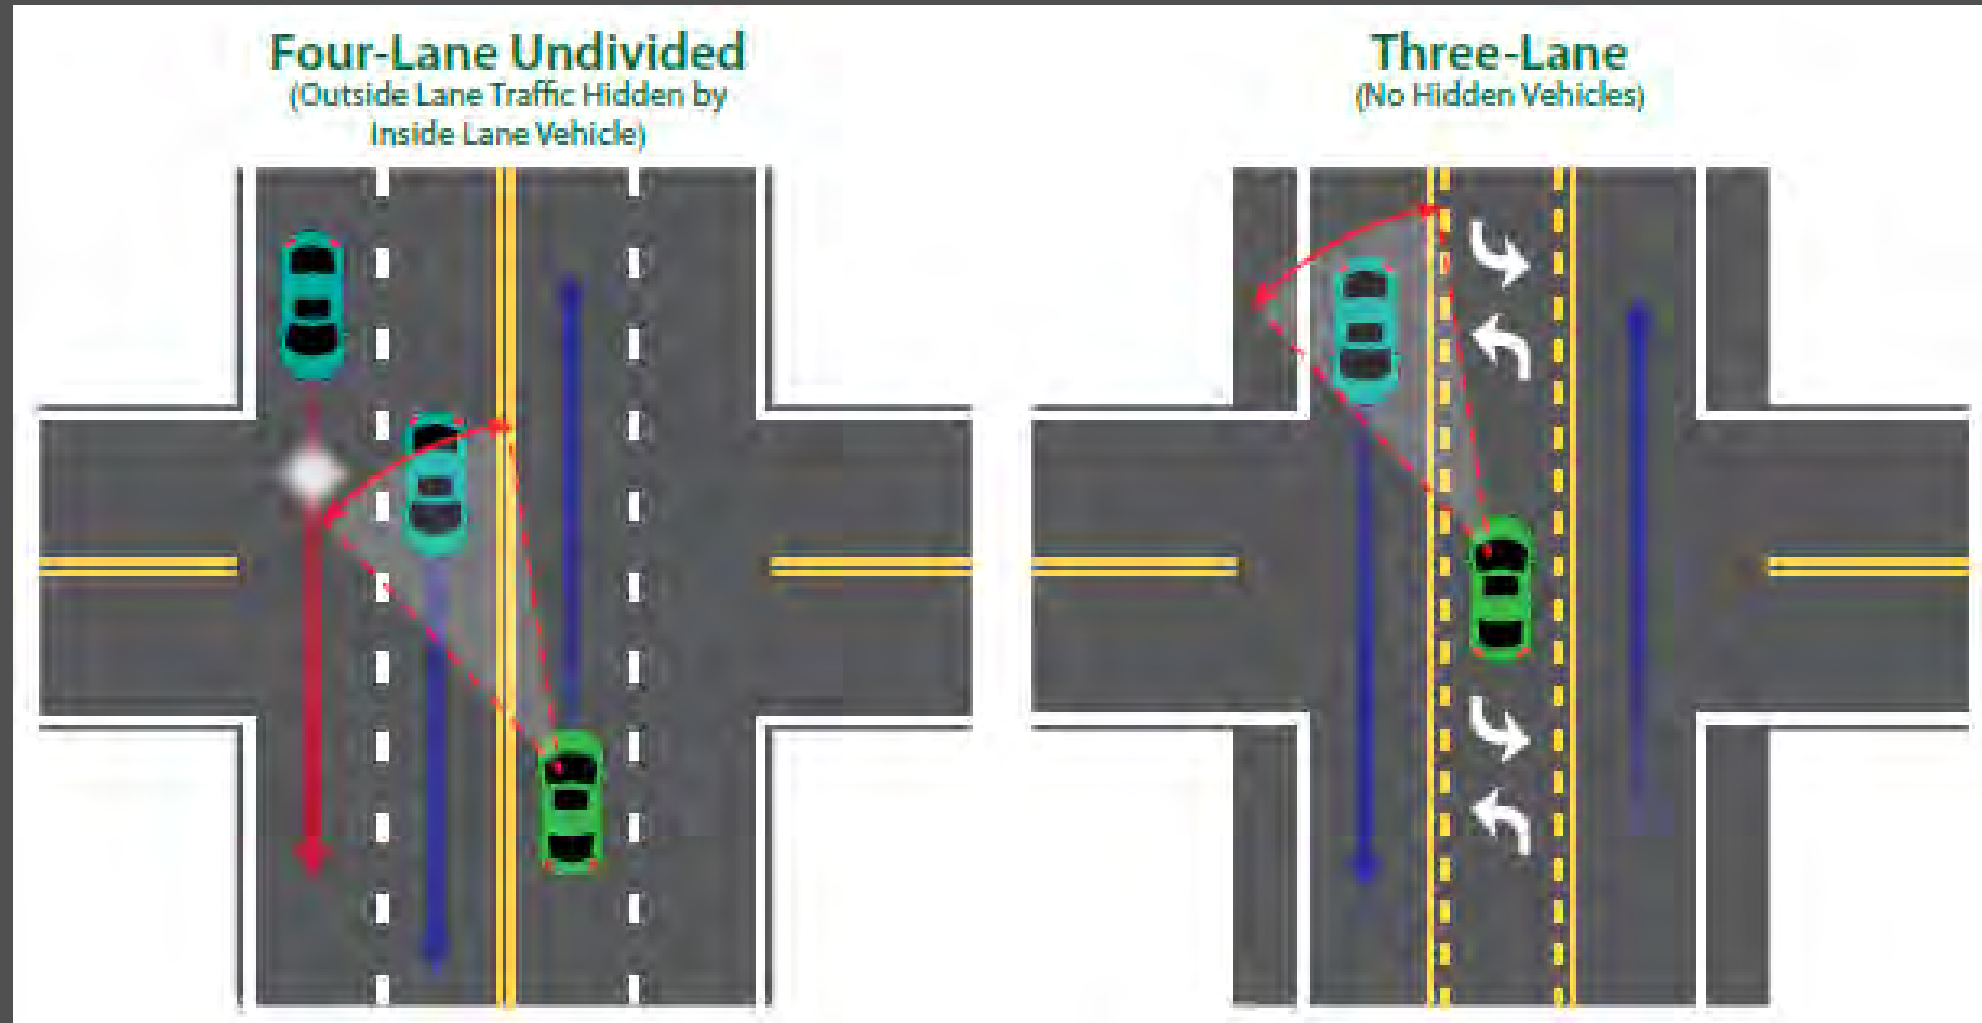 Four-Lane Undivided
(Outside Lane Traffic Hidden by
Inside Lane Vehicle)
Three-Lane
(No Hidden Vehicles)